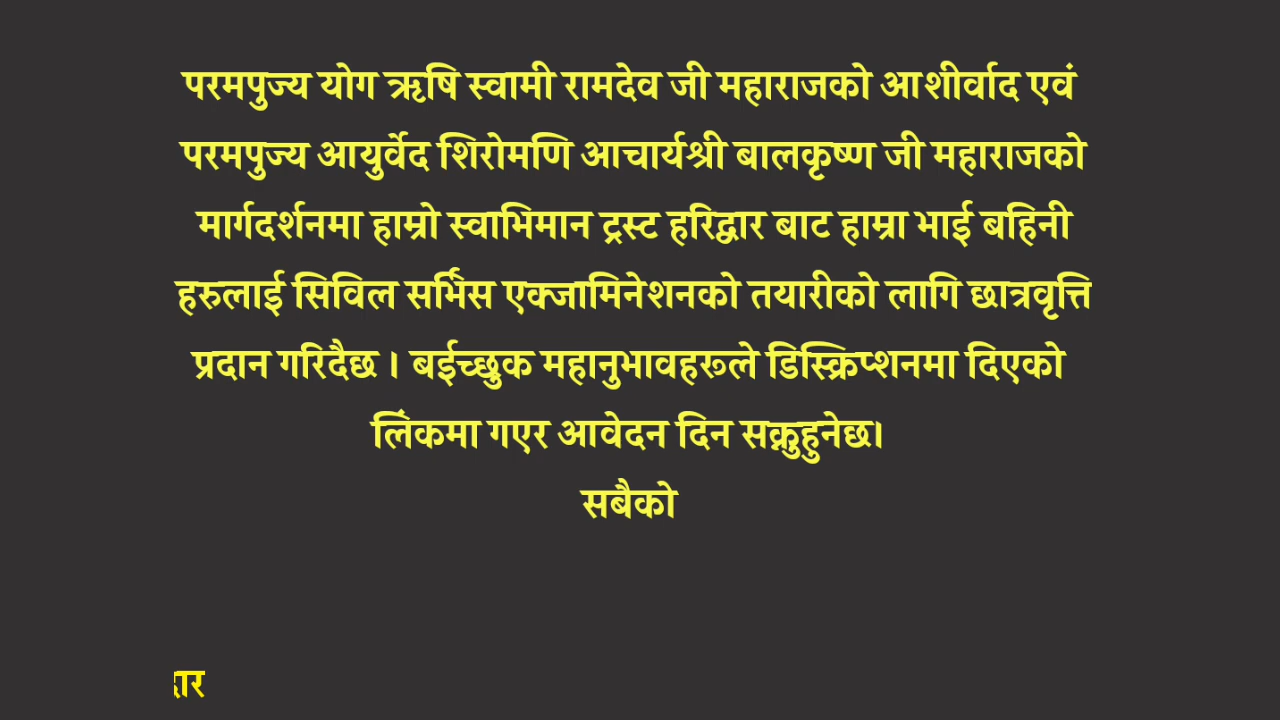 परमपुज्य योग ऋषि स्वामी रामदेव जी महाराजको आशीर्वाद एवं
परमपुज्य आयुर्वेद शिरोमणि आचार्यश्री बालकृष्ण जी महाराजको
मार्गदर्शनमा हाम्रो स्वाभिमान ट्रस्ट हरिद्वार बाट हाम्रा भाई बहिनी
हरुलाई सिविल सर्भिस एक्जामिनेशनको तयारीको लागि छात्रवृत्ति
प्रदान गरिदैछ । बईच्छुक महानुभावहरूले डिस्क्रिप्शनमा दिएको
लिंकमा गएर आवेदन दिन सक्नुहुनेछ।
सबैको